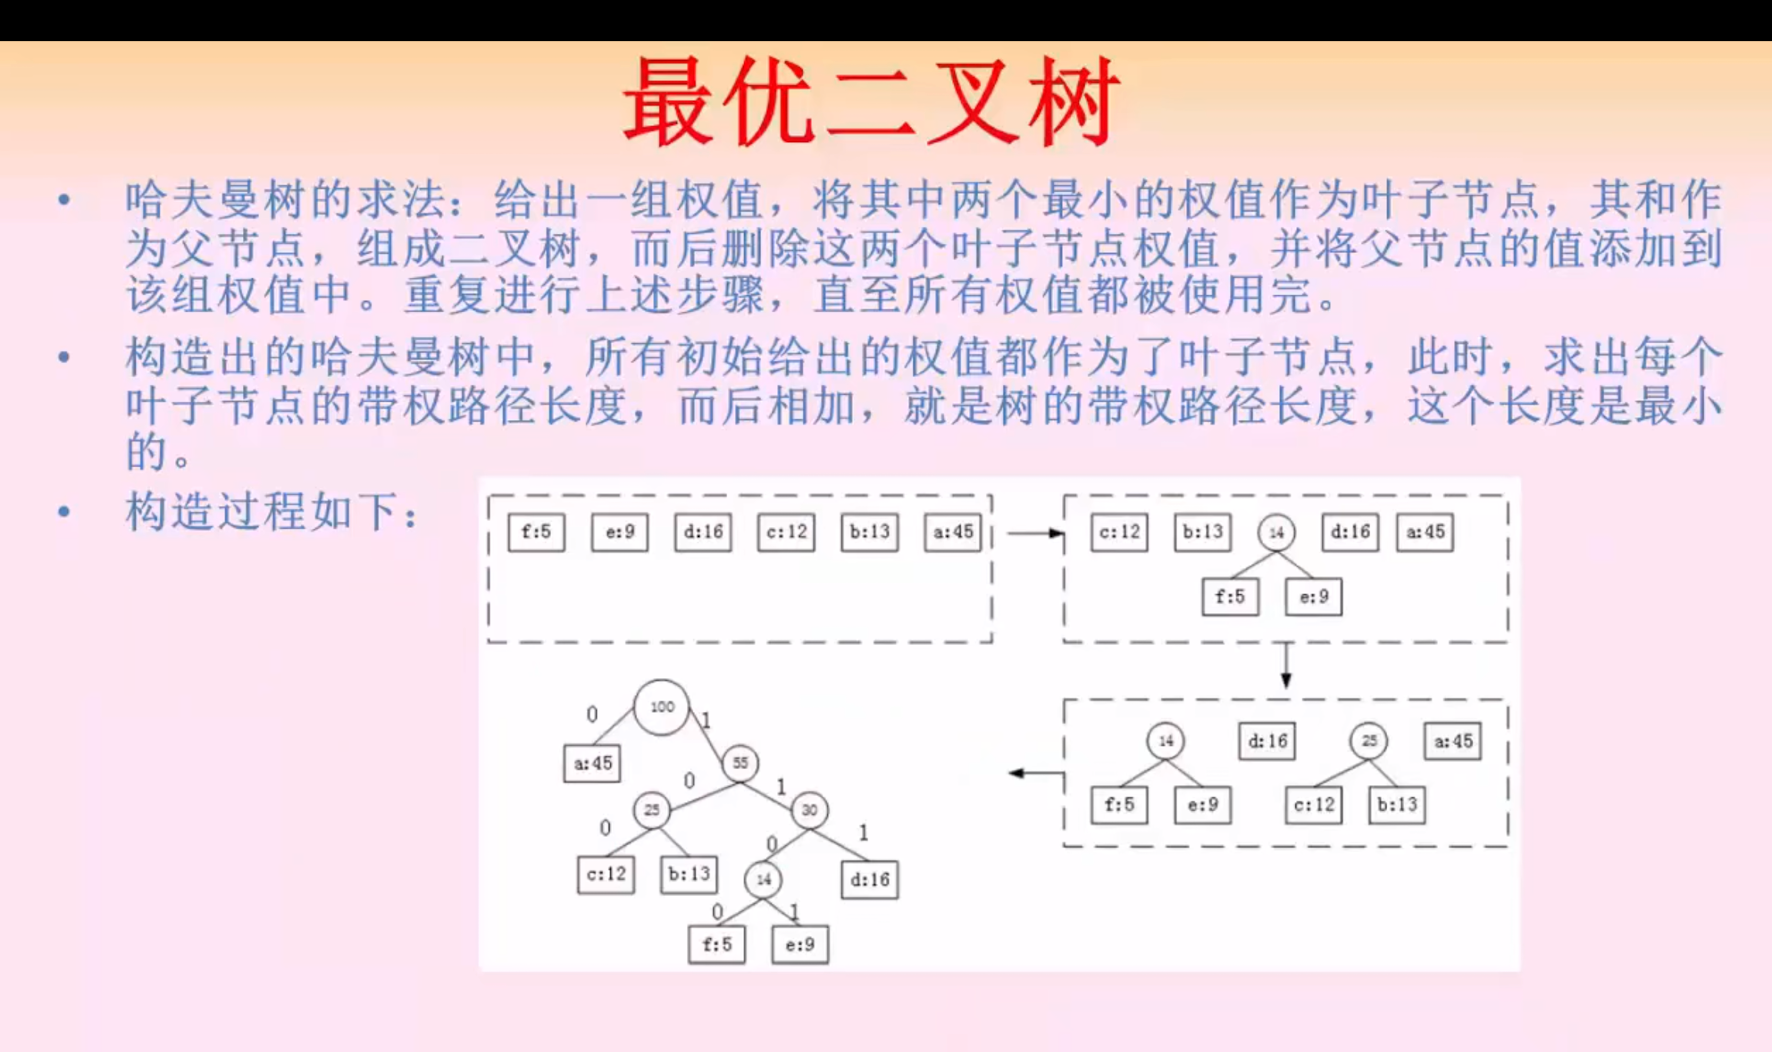 最优二叉树
• 哈夫曼树的求法：给出一组权值，将其中两个最小的权值作为叶子节点，其和作
为父节点，组成二叉树，而后删除这两个叶子节点权值，并将父节点的值添加到
该组权值中。重复进行上述步骤，直至所有权值都被使用完。
• 构造出的哈夫曼树中，所有初始给出的权值都作为了叶子节点，此时，求出每个
叶子节点的带权路径长度，而后相加，就是树的带权路径长度，这个长度是最小
的。
• 构造过程如下：
f:5 e:9 d:16 c:12 b:13 a:45
c:12 b:13 14 d:16 a:45
f:5 e:9
14 d:16 25 a:45
f:5 e:9 c:12 b:13
100
0 1
a:45 55
0 1
25 30
0 0 1
c:12 b:13 14 d:16
0 1
f:5 e:9